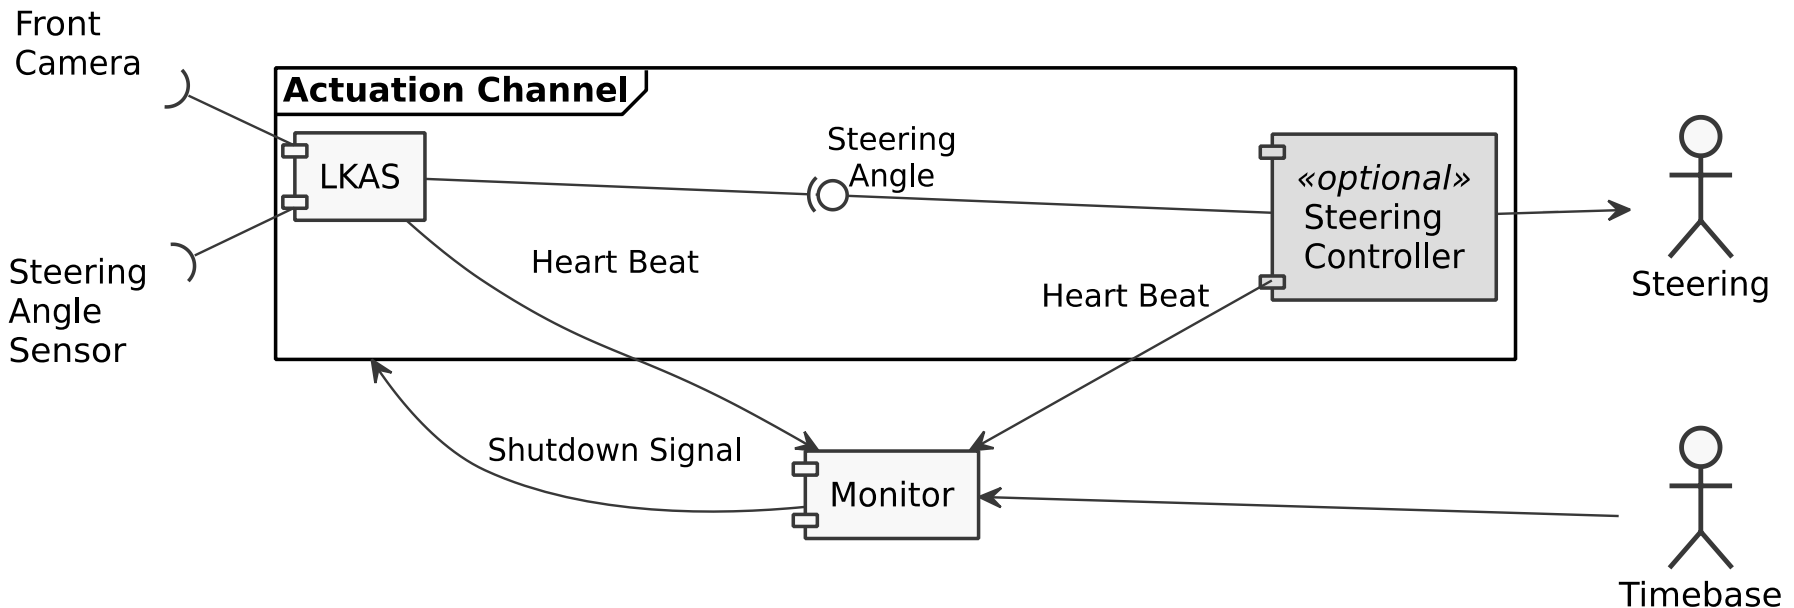 Front
Camera
Actuation Channel
LKAS
Steering
Angle
«optional»
Steering
Controller
Steering
Steering
Angle
Sensor
Heart Beat
Heart Beat
Shutdown Signal
Monitor
Timebase